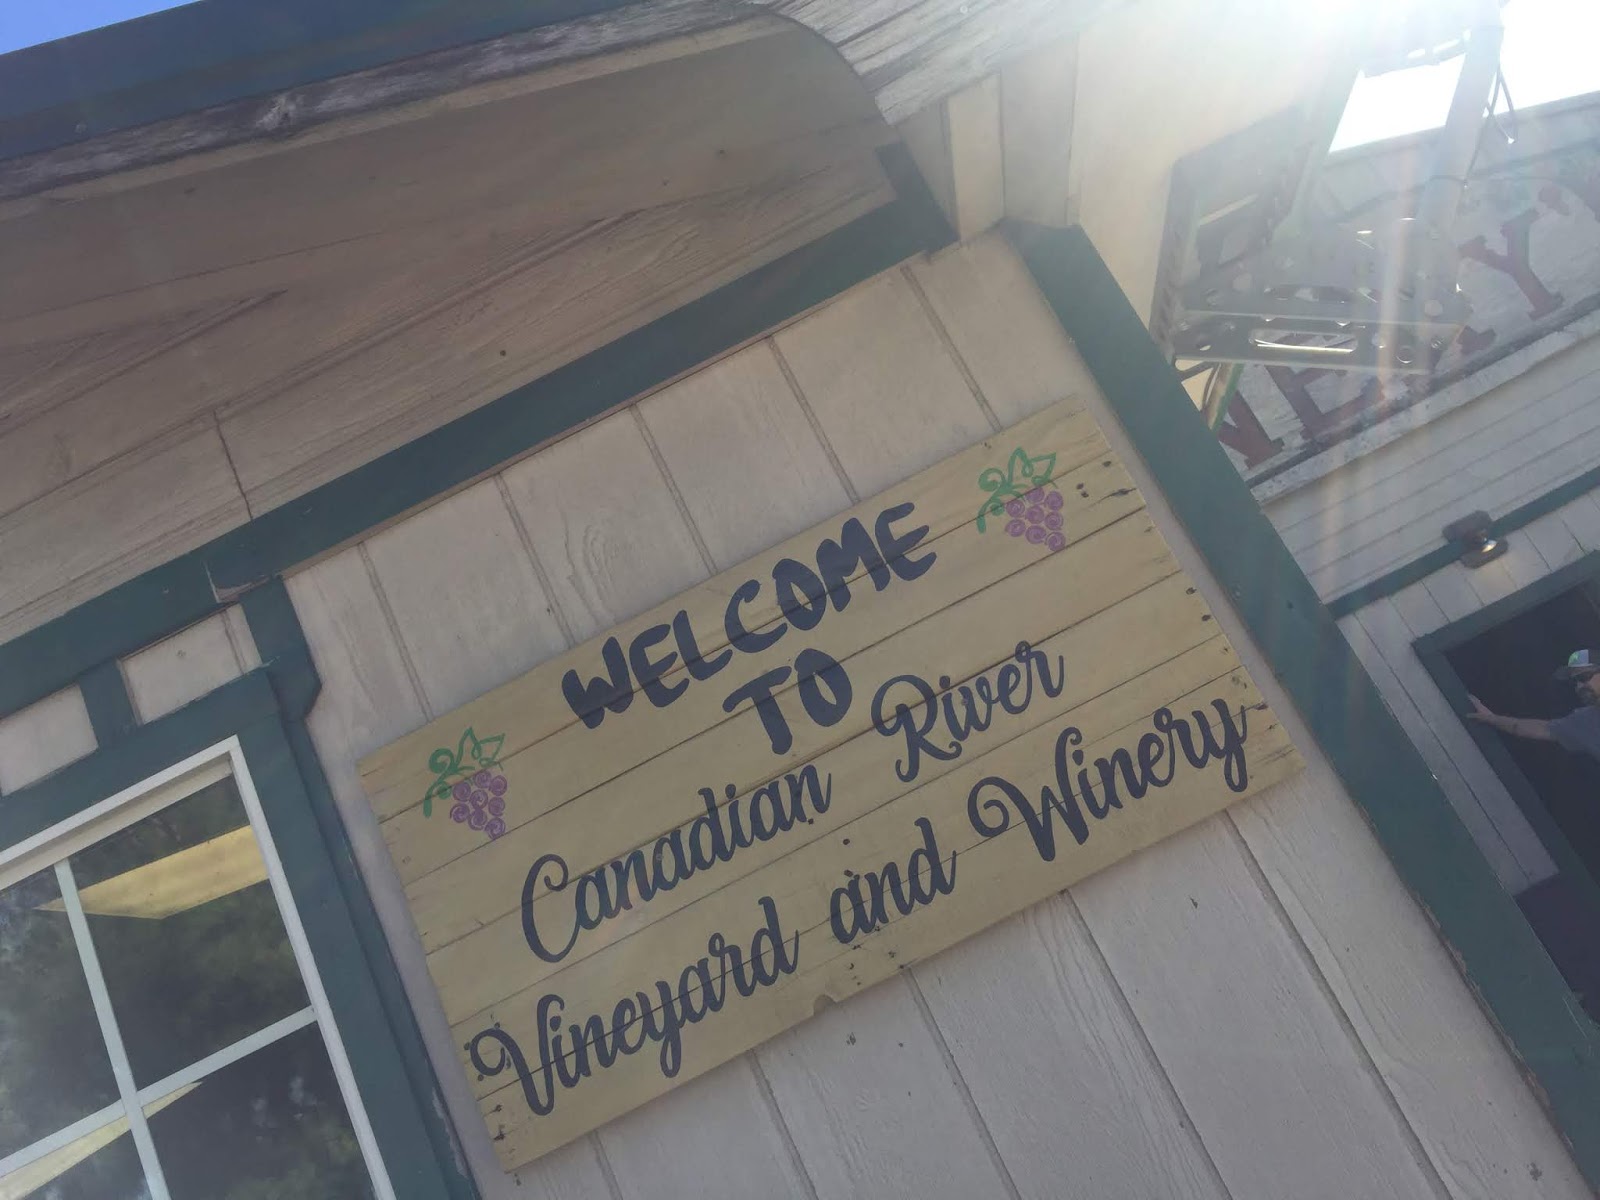 WELCOME
TO
Canadian River
Vineyard and Winery